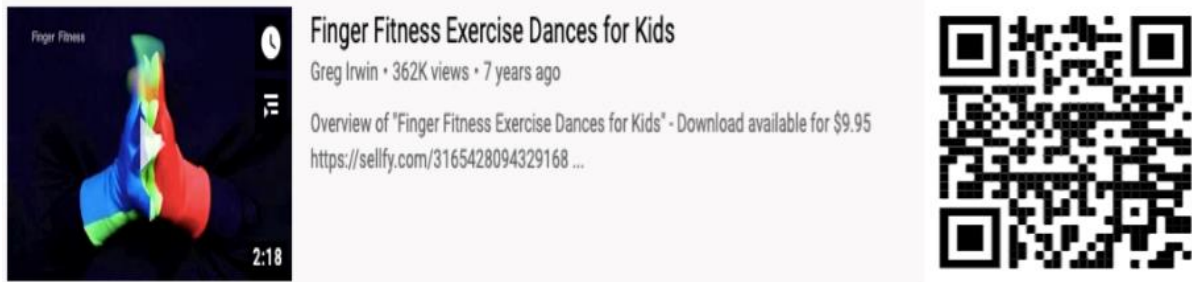 Finger Fitness
2:18
Finger Fitness Exercise Dances for Kids
Greg Irwin • 362K views • 7 years ago
Overview of "Finger Fitness Exercise Dances for Kids" - Download available for $9.95
https://sellfy.com/3165428094329168 ...